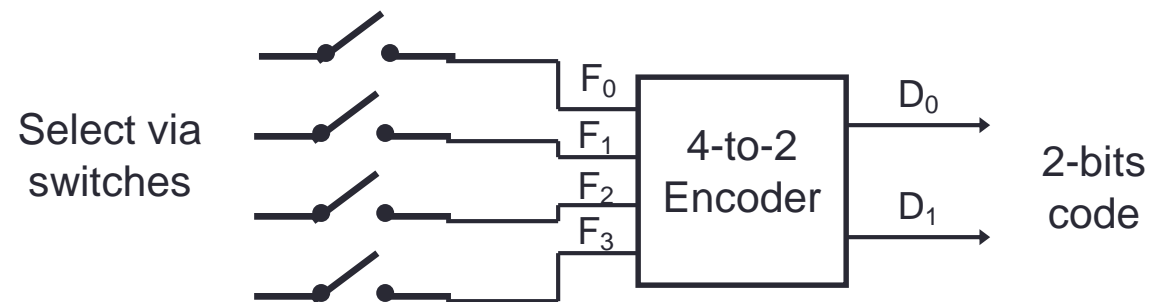 Select via
switches
F₀
F₁
F₂
F₃
4-to-2
Encoder
D₀
D₁
2-bits
code